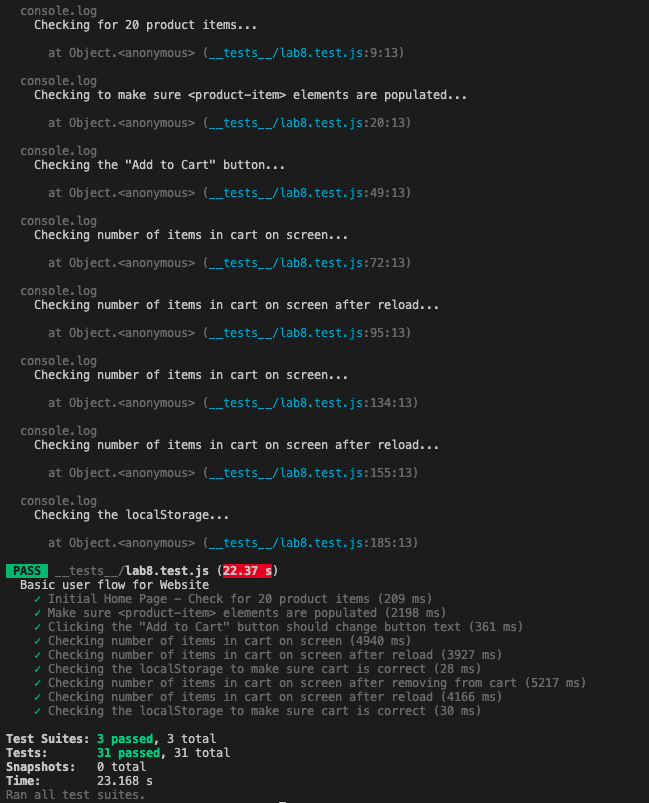 console.log
Checking for 20 product items...
at Object.<anonymous> (__tests__/lab8.test.js:9:13)
console.log
Checking to make sure <product-item> elements are populated...
at Object.<anonymous> (__tests__/lab8.test.js:20:13)
console.log
Checking the "Add to Cart" button...
at Object.<anonymous> (__tests__/lab8.test.js:49:13)
console.log
Checking number of items in cart on screen...
at Object.<anonymous> (__tests__/lab8.test.js:72:13)
console.log
Checking number of items in cart on screen after reload...
at Object.<anonymous> (__tests__/lab8.test.js:95:13)
console.log
Checking number of items in cart on screen...
at Object.<anonymous> (__tests__/lab8.test.js:134:13)
console.log
Checking number of items in cart on screen after reload...
at Object.<anonymous> (__tests__/lab8.test.js:155:13)
console.log
Checking the localStorage...
at Object.<anonymous> (__tests__/lab8.test.js:185:13)
PASS __tests__/lab8.test.js (22.37 s)
Basic user flow for Website
✓ Initial Home Page - Check for 20 product items (209 ms)
✓ Make sure <product-item> elements are populated (2198 ms)
✓ Clicking the "Add to Cart" button should change button text (361 ms)
✓ Checking number of items in cart on screen (4940 ms)
✓ Checking number of items in cart on screen after reload (3927 ms)
✓ Checking the localStorage to make sure cart is correct (28 ms)
✓ Checking number of items in cart on screen after removing from cart (5217 ms)
✓ Checking number of items in cart on screen after reload (4166 ms)
✓ Checking the localStorage to make sure cart is correct (30 ms)
Test Suites: 3 passed, 3 total
Tests: 31 passed, 31 total
Snapshots: 0 total
Time: 23.168 s
Ran all test suites.